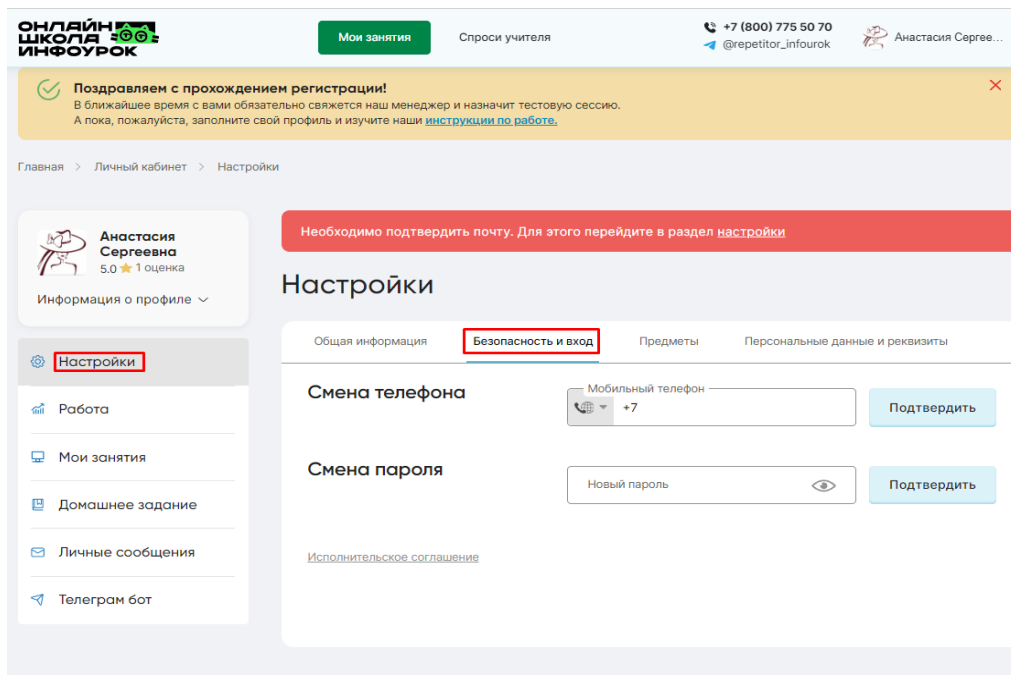 ОНЛАЙН
ШКОЛА
ИНФОУРОК
Мои занятия
Спроси учителя
+7 (800) 775 50 70
@repetitor_infourok
Анастасия Сергее...
Поздравляем с прохождением регистрации!
В ближайшее время с вами обязательно свяжется наш менеджер и назначит тестовую сессию.
А пока, пожалуйста, заполните свой профиль и изучите наши инструкции по работе.
Главная > Личный кабинет > Настройки
Анастасия
Сергеевна
5.0 1 оценка
Информация о профиле
Настройки
Работа
Мои занятия
Домашнее задание
Личные сообщения
Телеграм бот
Необходимо подтвердить почту. Для этого перейдите в раздел настройки
Настройки
Общая информация
Безопасность и вход
Предметы
Персональные данные и реквизиты
Смена телефона
Мобильный телефон
+7
Подтвердить
Смена пароля
Новый пароль
Подтвердить
Исполнительское соглашение